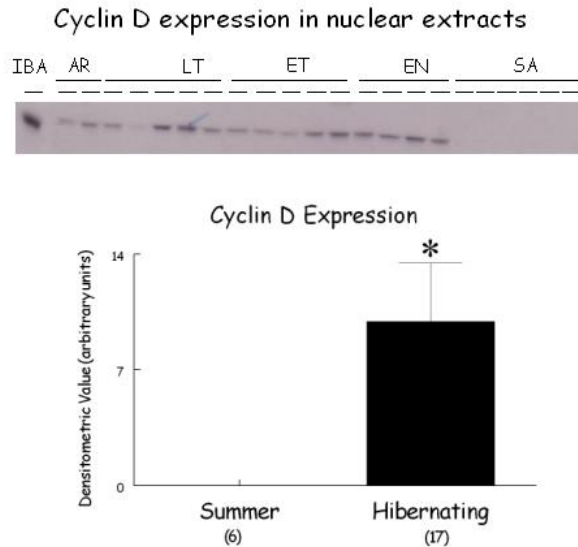 Cyclin D expression in nuclear extracts
IBA AR LT ET EN SA
Cyclin D Expression
*
14
7
0
Densitometric Value (arbitrary units)
Summer Hibernating
(6) (17)